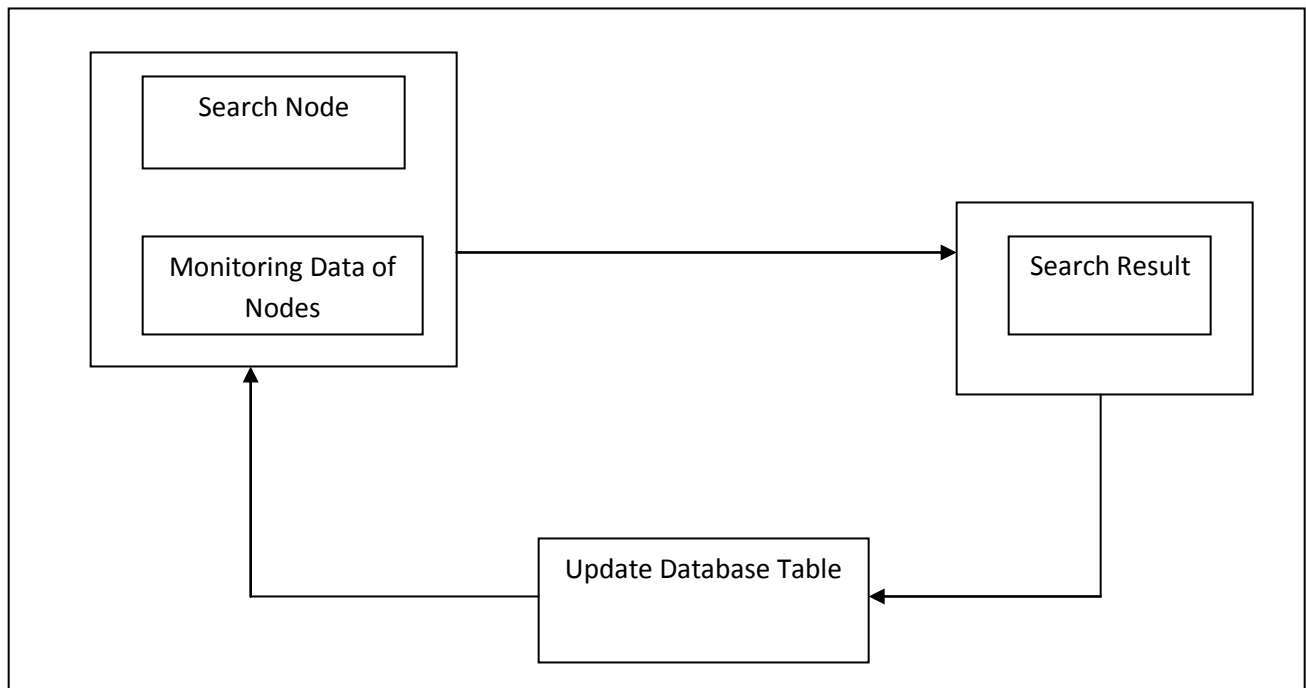 Search Node
Monitoring Data of
Nodes
Search Result
Update Database Table